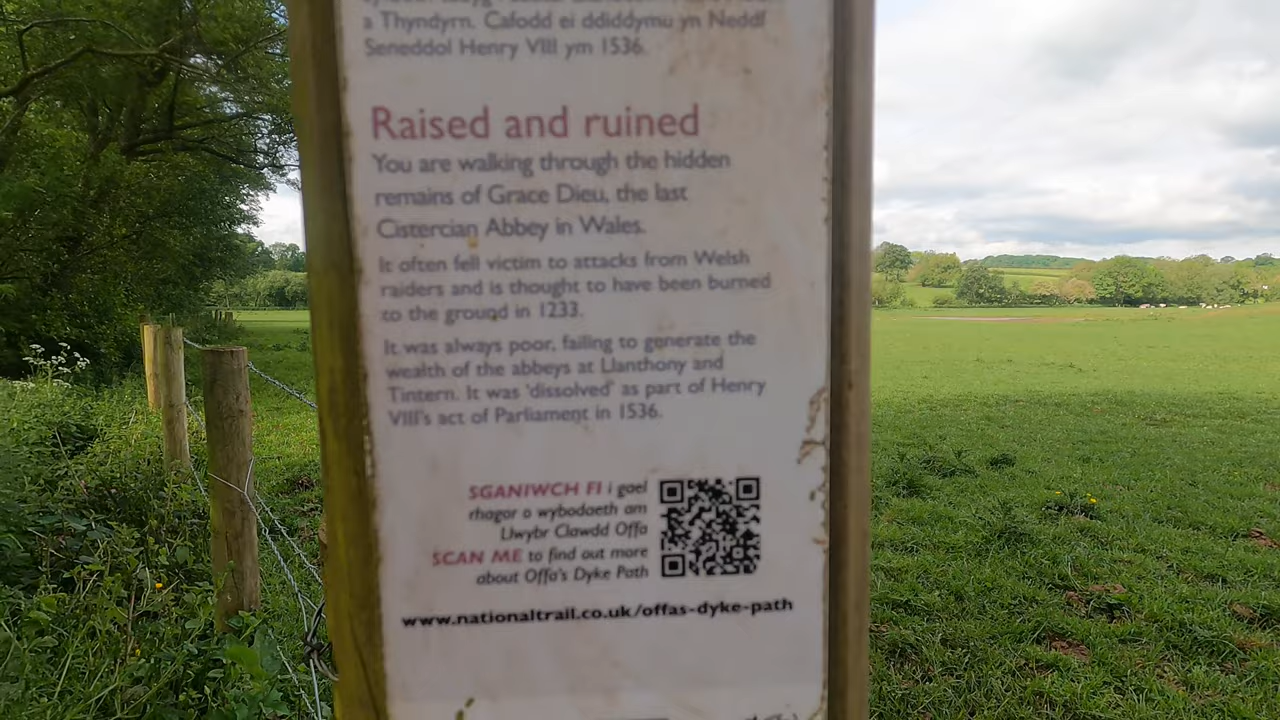 a Thyndyrn. Cafodd ei ddiddymu yn Neddf
Seneddol Henry VIII ym 1536.
Raised and ruined
You are walking through the hidden
remains of Grace Dieu, the last
Cistercian Abbey in Wales.
It often fell victim to attacks from Welsh
raiders and is thought to have been burned
to the ground in 1233.
It was always poor, failing to generate the
wealth of the abbeys at Llanthony and
Tintern. It was 'dissolved' as part of Henry
VIII's act of Parliament in 1536.
SGANIWCH FI i gael
rhagor o wybodaeth am
Llwybr Clawdd Offa
SCAN ME to find out more
about Offa's Dyke Path
www.nationaltrail.co.uk/offas-dyke-path